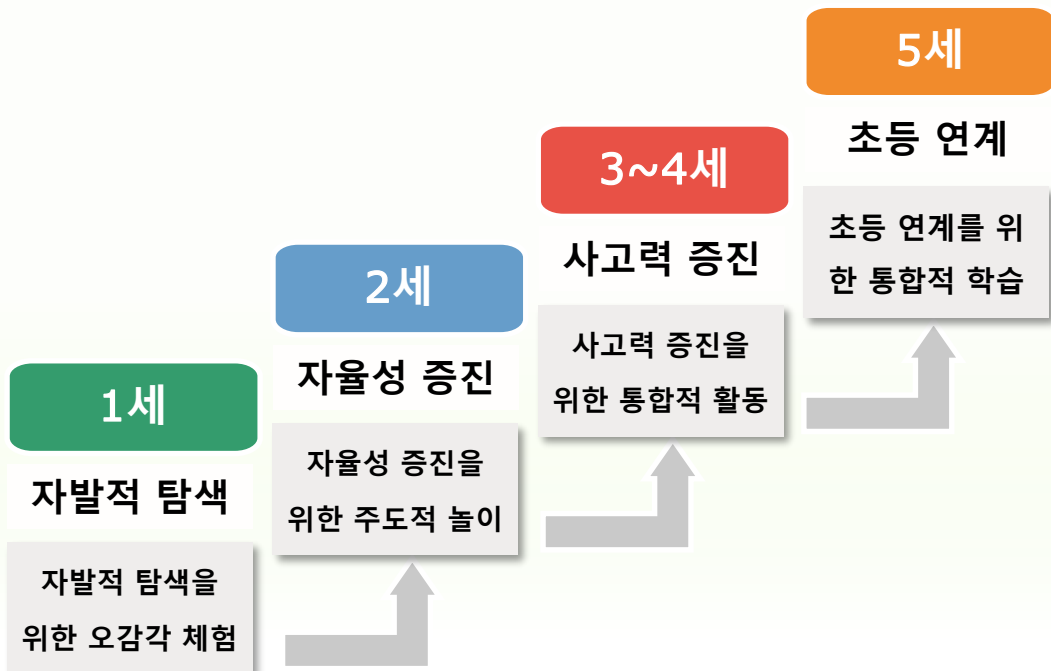 1세
자발적 탐색
자발적 탐색을
위한 오감각 체험
2세
자율성 증진
자율성 증진을
위한 주도적 놀이
3~4세
사고력 증진
사고력 증진을
위한 통합적 활동
5세
초등 연계
초등 연계를 위
한 통합적 학습